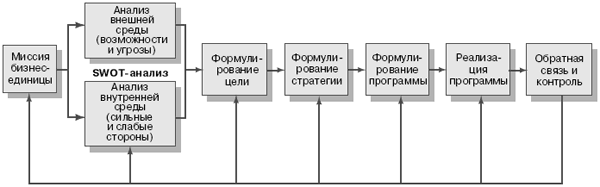 Миссия
бизнес-
единицы
Анализ
внешней
среды
(возможности
и угрозы)
SWOT-анализ
Анализ
внутренней
среды
(сильные
и слабые
стороны)
Формули-
рование
цели
Формули-
рование
стратегии
Формули-
рование
программы
Реализа-
ция
программы
Обратная
связь и
контроль